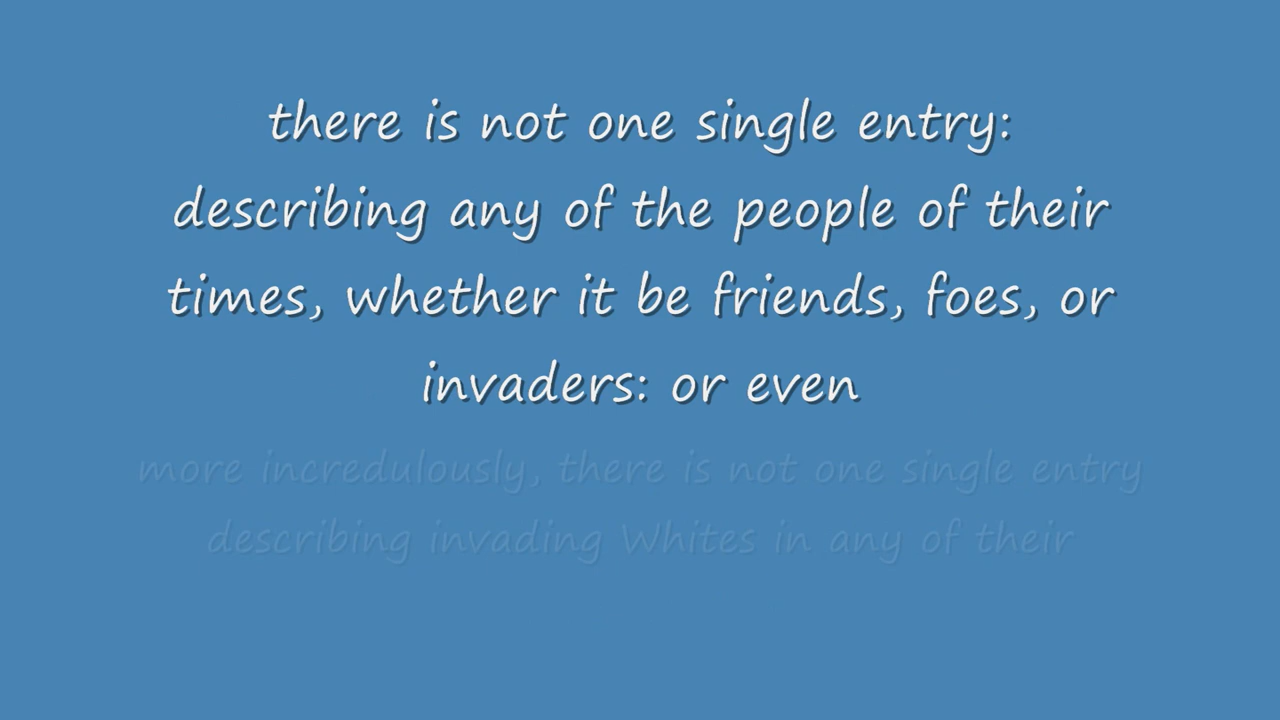 there is not one single entry:
describing any of the people of their
times, whether it be friends, foes, or
invaders: or even
more incredulously, there is not one single entry
describing invading Whites in any of their